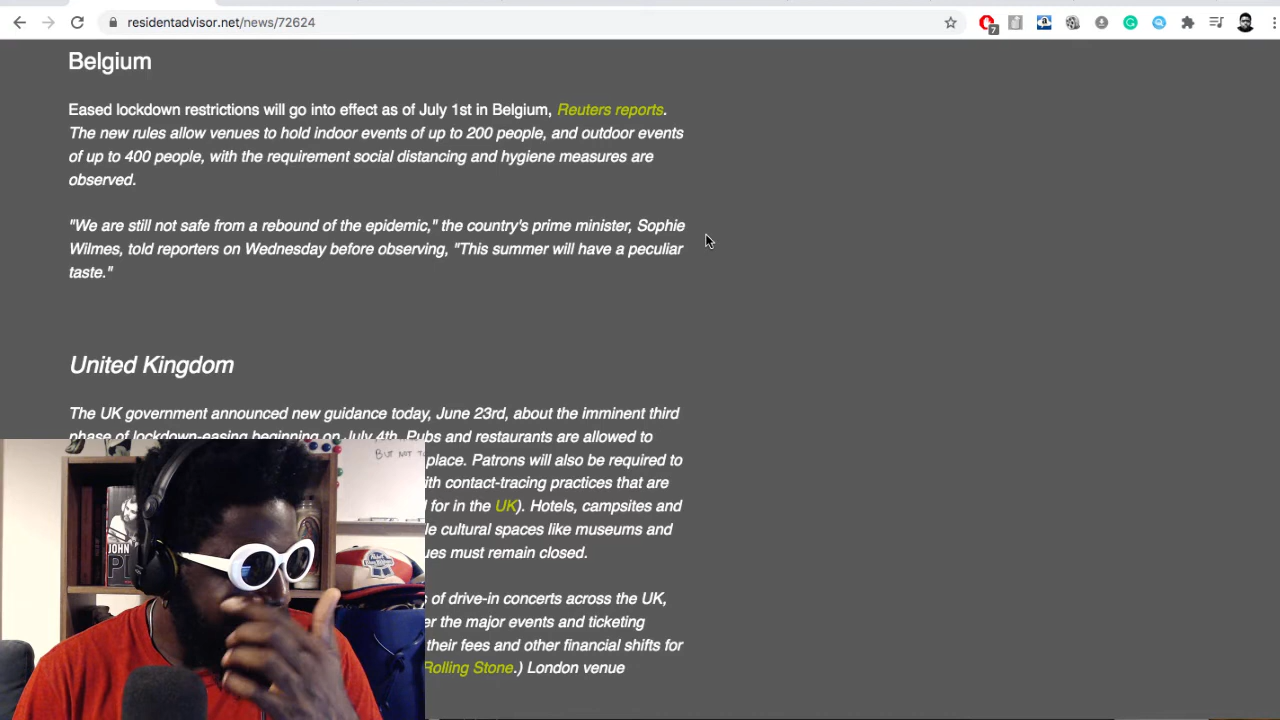 residentadvisor.net/news/72624
7
Belgium
Eased lockdown restrictions will go into effect as of July 1st in Belgium, Reuters reports.
The new rules allow venues to hold indoor events of up to 200 people, and outdoor events
of up to 400 people, with the requirement social distancing and hygiene measures are
observed.
"We are still not safe from a rebound of the epidemic," the country's prime minister, Sophie
Wilmes, told reporters on Wednesday before observing, "This summer will have a peculiar
taste."
United Kingdom
The UK government announced new guidance today, June 23rd, about the imminent third
phase of lockdown-easing beginning on July 4th. Pubs and restaurants are allowed to
place. Patrons will also be required to
ith contact-tracing practices that are
for in the UK). Hotels, campsites and
le cultural spaces like museums and
ues must remain closed.
s of drive-in concerts across the UK,
er the major events and ticketing
their fees and other financial shifts for
Rolling Stone.) London venue
BUT NOT TO
JOHN